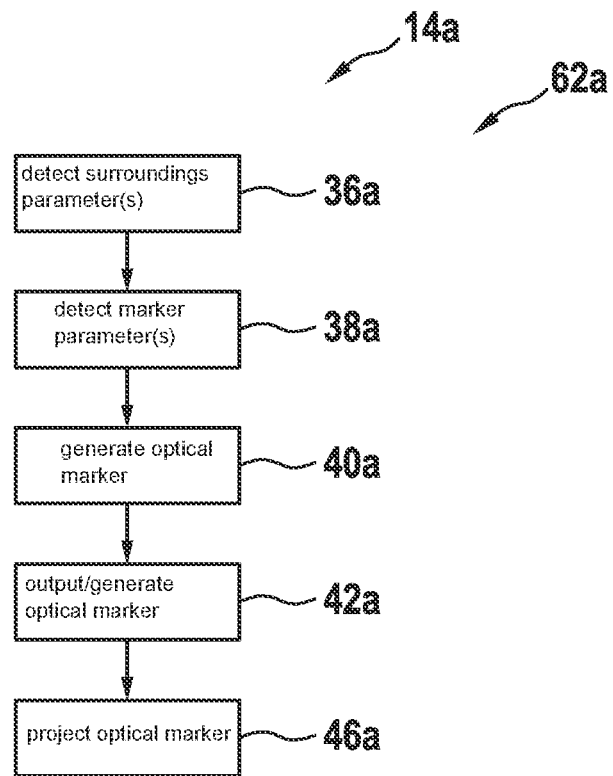 14a
62a
detect surroundings
parameter(s)
36a
detect marker
parameter(s)
38a
generate optical
marker
40a
output/generate
optical marker
42a
project optical marker
46a